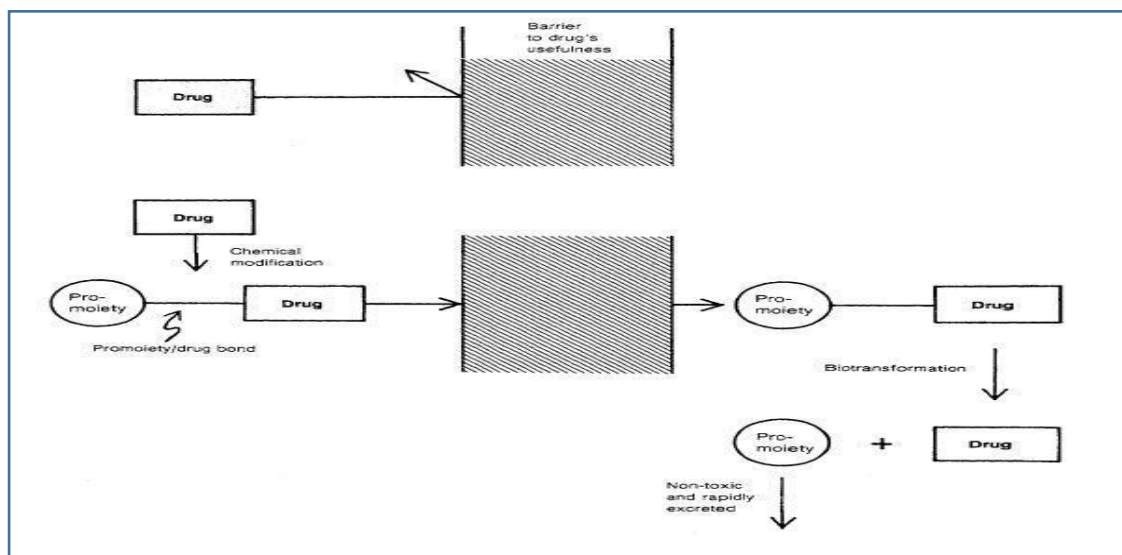 Barrier
to drug's
usefulness
Drug
Drug
Chemical
modification
Pro-
moiety
Drug
Promoiety/drug bond
Pro-
moiety
Drug
Biotransformation
Pro-
moiety
+
Drug
Non-toxic
and rapidly
excreted